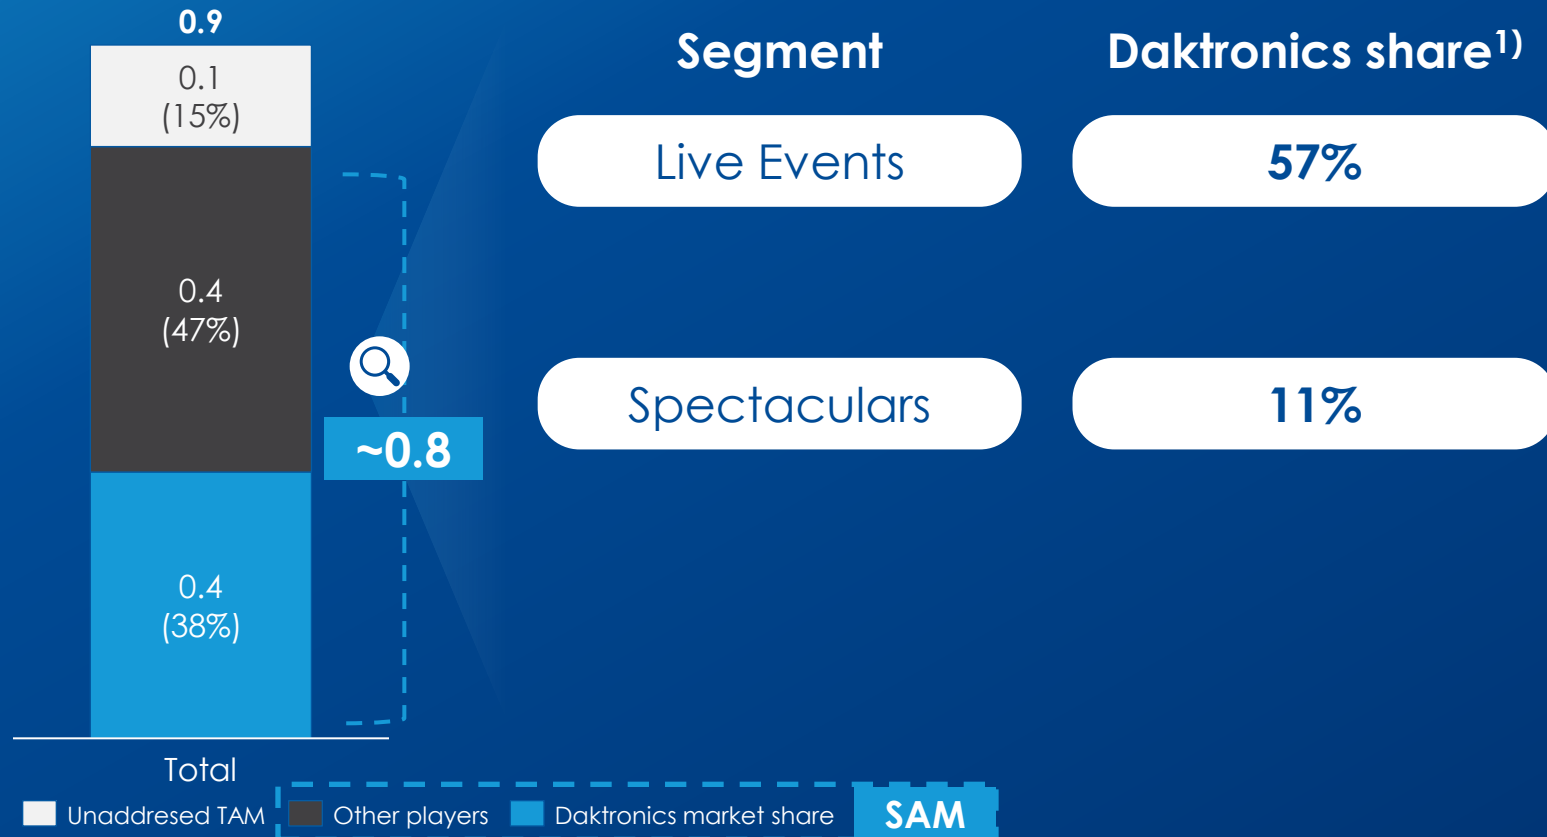 0.9
0.1
(15%)
0.4
(47%)
~0.8
0.4
(38%)
Total
Segment Daktronics share1)
Live Events 57%
Spectaculars 11%
Unaddresed TAM Other players Daktronics market share SAM